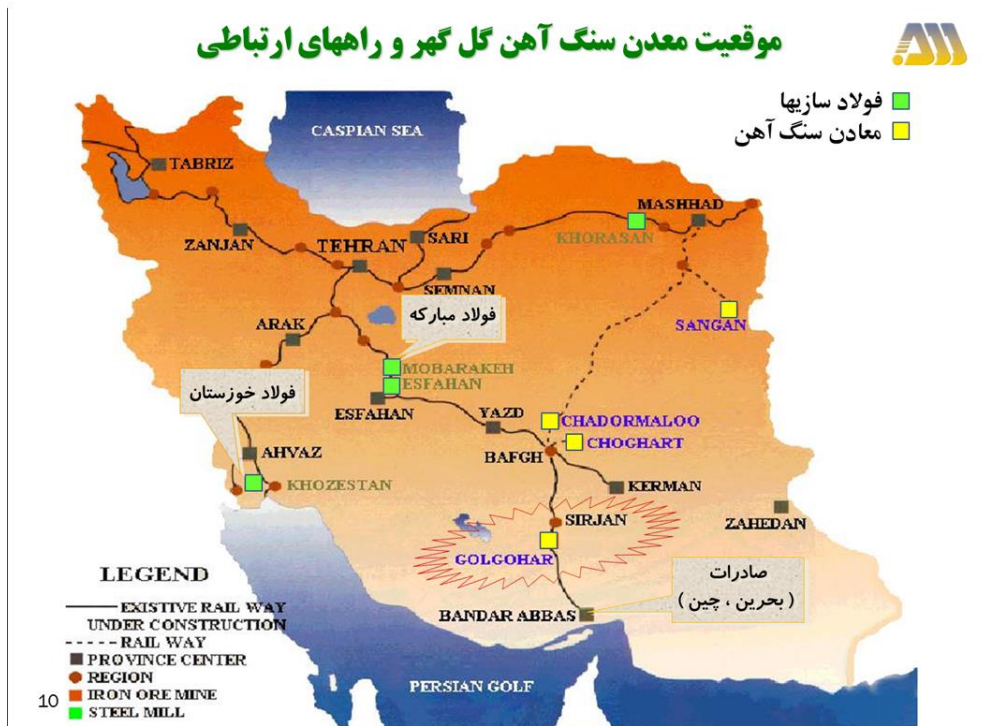 موقعیت معدن سنگ آهن گل گهر و راههای ارتباطی
فولاد سازیها
معادن سنگ آهن
CASPIAN SEA
TABRIZ
MASHHAD
KHORASAN
SARI
ZANJAN
TEHRAN
SEMNAN
فولاد مبارکه
SANGAN
ARAK
MOBARAKEH
ESFAHAN
فولاد خوزستان
ESFAHAN
YAZD
CHADORMALOO
CHOGHART
AHVAZ
BAFGH
KHOZESTAN
KERMAN
SIRJAN
ZAHEDAN
GOLGOHAR
صادرات
( بحرین ، چین )
BANDAR ABBAS
PERSIAN GOLF
LEGEND
EXISTIVE RAIL WAY
UNDER CONSTRUCTION
RAIL WAY
PROVINCE CENTER
REGION
IRON ORE MINE
STEEL MILL
10